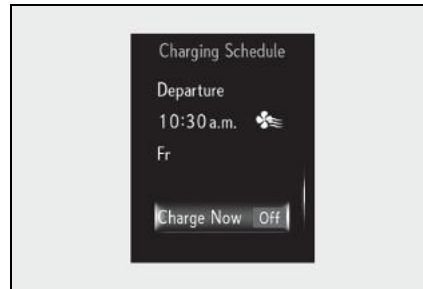 Charging Schedule
Departure
10:30 a.m.
Fr
Charge Now Off